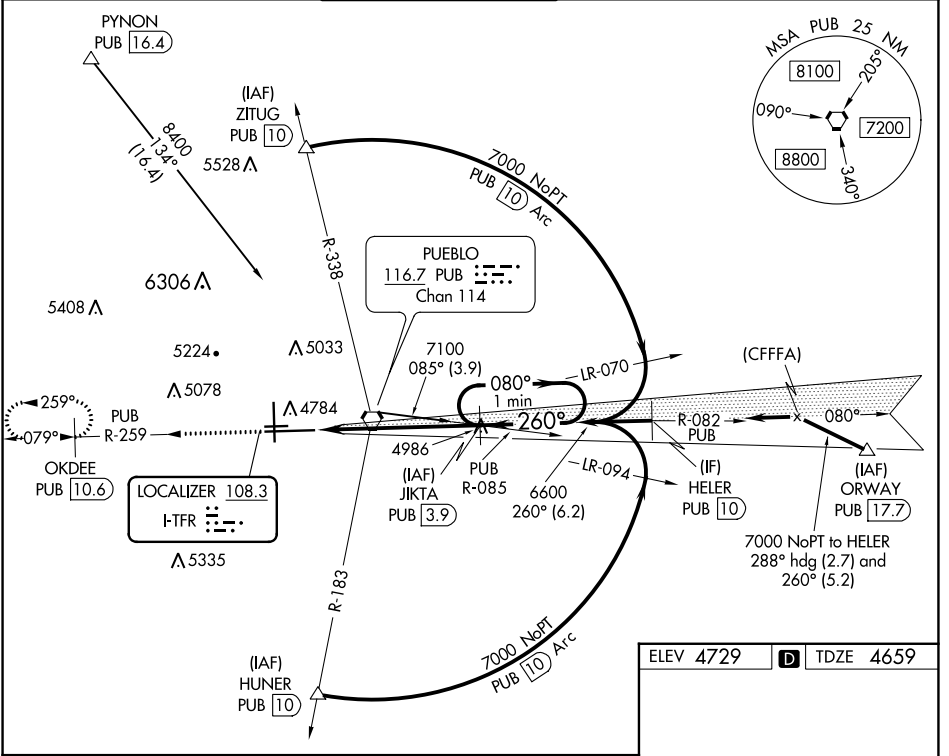 PYNON
PUB 16.4
8400
134°
(16.4)
(IAF)
ZITUG
PUB 10
5528
7000 NoPT
PUB 10 Arc
MSA PUB 25 NM
8100
205°
090°
7200
8800
340°
R-338
PUEBLO
116.7 PUB
Chan 114
6306
5408
5224
5033
5078
4784
7100
085° (3.9)
LR-070
(CFFFA)
080°
1 min
260°
R-082
PUB
080°
259°
079°
PUB
R-259
OKDEE
PUB 10.6
4986
(IAF)
JIKTA
PUB 3.9
PUB
R-085
6600
260° (6.2)
LR-094
(IF)
HELER
PUB 10
(IAF)
ORWAY
PUB 17.7
LOCALIZER 108.3
I-TFR
7000 NoPT to HELER
288° hdg (2.7) and
260° (5.2)
5335
R-183
7000 NoPT
PUB 10 Arc
(IAF)
HUNER
PUB 10
ELEV 4729 D TDZE 4659